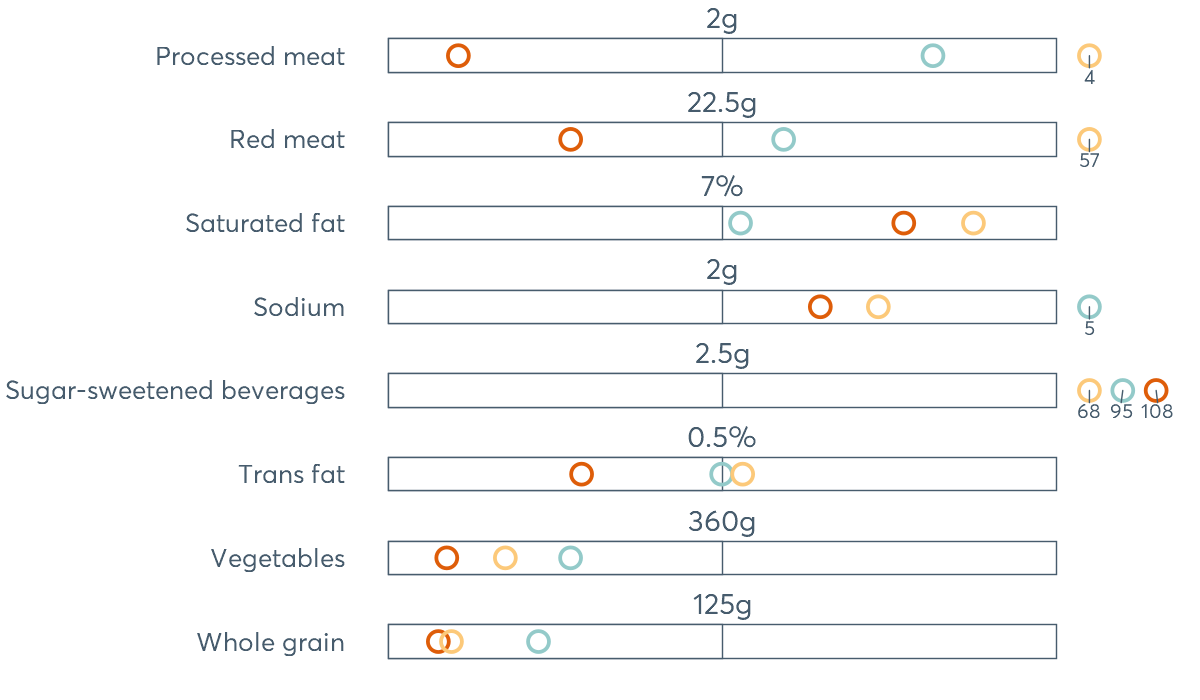 2g
Processed meat
4
22.5g
Red meat
57
7%
Saturated fat
2g
Sodium
5
2.5g
Sugar-sweetened beverages
68 95 108
0.5%
Trans fat
360g
Vegetables
125g
Whole grain